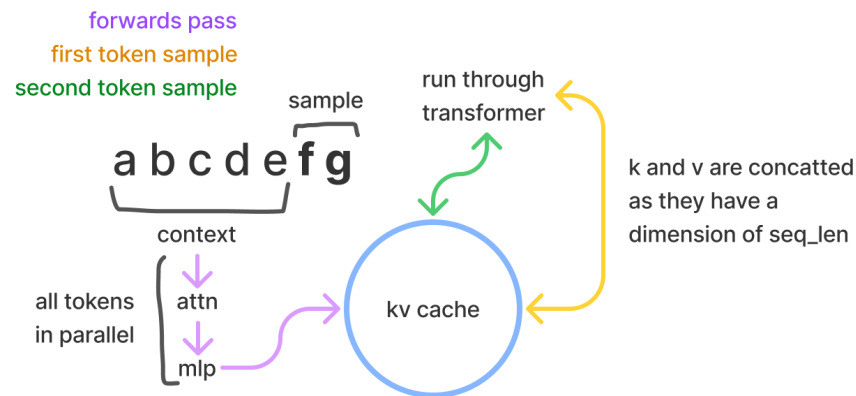 forwards pass
first token sample
second token sample
sample
a b c d e f g
context
all tokens
in parallel
attn
mlp
kv cache
run through
transformer
k and v are concatted
as they have a
dimension of seq_len